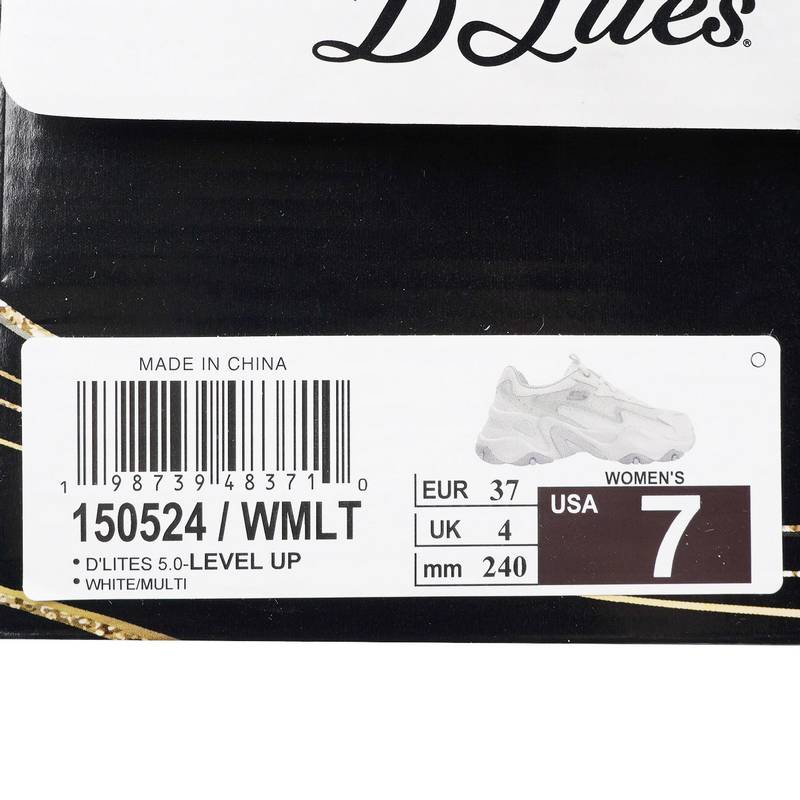 D'Lites®
MADE IN CHINA
1 98739 48371 0
150524 / WMLT
• D'LITES 5.0-LEVEL UP
• WHITE/MULTI
WOMEN'S
EUR 37
UK 4
mm 240
USA 7